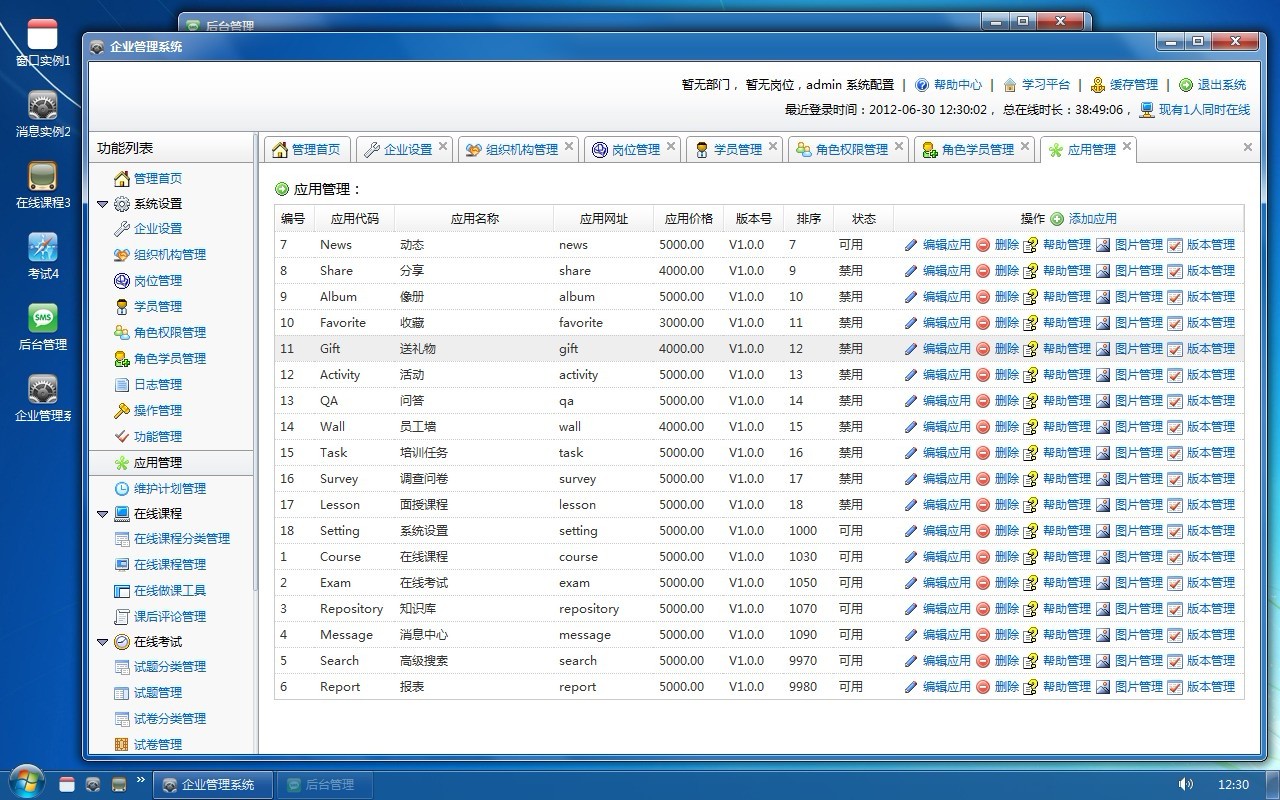 后台管理
企业管理系统
窗口实例1
消息实例2
在线课程3
考试4
SMS
后台管理
企业管理系
暂无部门， 暂无岗位，admin 系统配置 | 帮助中心 | 学习平台 | 缓存管理 | 退出系统
最近登录时间：2012-06-30 12:30:02， 总在线时长：38:49:06， 现有1人同时在线
功能列表
管理首页
系统设置
企业设置
组织机构管理
岗位管理
学员管理
角色权限管理
角色学员管理
日志管理
操作管理
功能管理
应用管理
维护计划管理
在线课程
在线课程分类管理
在线课程管理
在线做课工具
课后评论管理
在线考试
试题分类管理
试题管理
试卷分类管理
试卷管理
管理首页 企业设置 组织机构管理 岗位管理 学员管理 角色权限管理 角色学员管理 应用管理
应用管理：
编号 应用代码 应用名称 应用网址 应用价格 版本号 排序 状态 操作 添加应用
7 News 动态 news 5000.00 V1.0.0 7 可用 编辑应用 删除 帮助管理 图片管理 版本管理
8 Share 分享 share 4000.00 V1.0.0 9 禁用 编辑应用 删除 帮助管理 图片管理 版本管理
9 Album 像册 album 5000.00 V1.0.0 10 禁用 编辑应用 删除 帮助管理 图片管理 版本管理
10 Favorite 收藏 favorite 3000.00 V1.0.0 11 禁用 编辑应用 删除 帮助管理 图片管理 版本管理
11 Gift 送礼物 gift 4000.00 V1.0.0 12 禁用 编辑应用 删除 帮助管理 图片管理 版本管理
12 Activity 活动 activity 5000.00 V1.0.0 13 禁用 编辑应用 删除 帮助管理 图片管理 版本管理
13 QA 问答 qa 5000.00 V1.0.0 14 禁用 编辑应用 删除 帮助管理 图片管理 版本管理
14 Wall 员工墙 wall 4000.00 V1.0.0 15 禁用 编辑应用 删除 帮助管理 图片管理 版本管理
15 Task 培训任务 task 5000.00 V1.0.0 16 禁用 编辑应用 删除 帮助管理 图片管理 版本管理
16 Survey 调查问卷 survey 5000.00 V1.0.0 17 禁用 编辑应用 删除 帮助管理 图片管理 版本管理
17 Lesson 面授课程 lesson 5000.00 V1.0.0 18 禁用 编辑应用 删除 帮助管理 图片管理 版本管理
18 Setting 系统设置 setting 5000.00 V1.0.0 1000 可用 编辑应用 删除 帮助管理 图片管理 版本管理
1 Course 在线课程 course 5000.00 V1.0.0 1030 可用 编辑应用 删除 帮助管理 图片管理 版本管理
2 Exam 在线考试 exam 5000.00 V1.0.0 1050 可用 编辑应用 删除 帮助管理 图片管理 版本管理
3 Repository 知识库 repository 5000.00 V1.0.0 1070 可用 编辑应用 删除 帮助管理 图片管理 版本管理
4 Message 消息中心 message 5000.00 V1.0.0 1090 可用 编辑应用 删除 帮助管理 图片管理 版本管理
5 Search 高级搜素 search 5000.00 V1.0.0 9970 可用 编辑应用 删除 帮助管理 图片管理 版本管理
6 Report 报表 report 5000.00 V1.0.0 9980 可用 编辑应用 删除 帮助管理 图片管理 版本管理
企业管理系统 后台管理 12:30